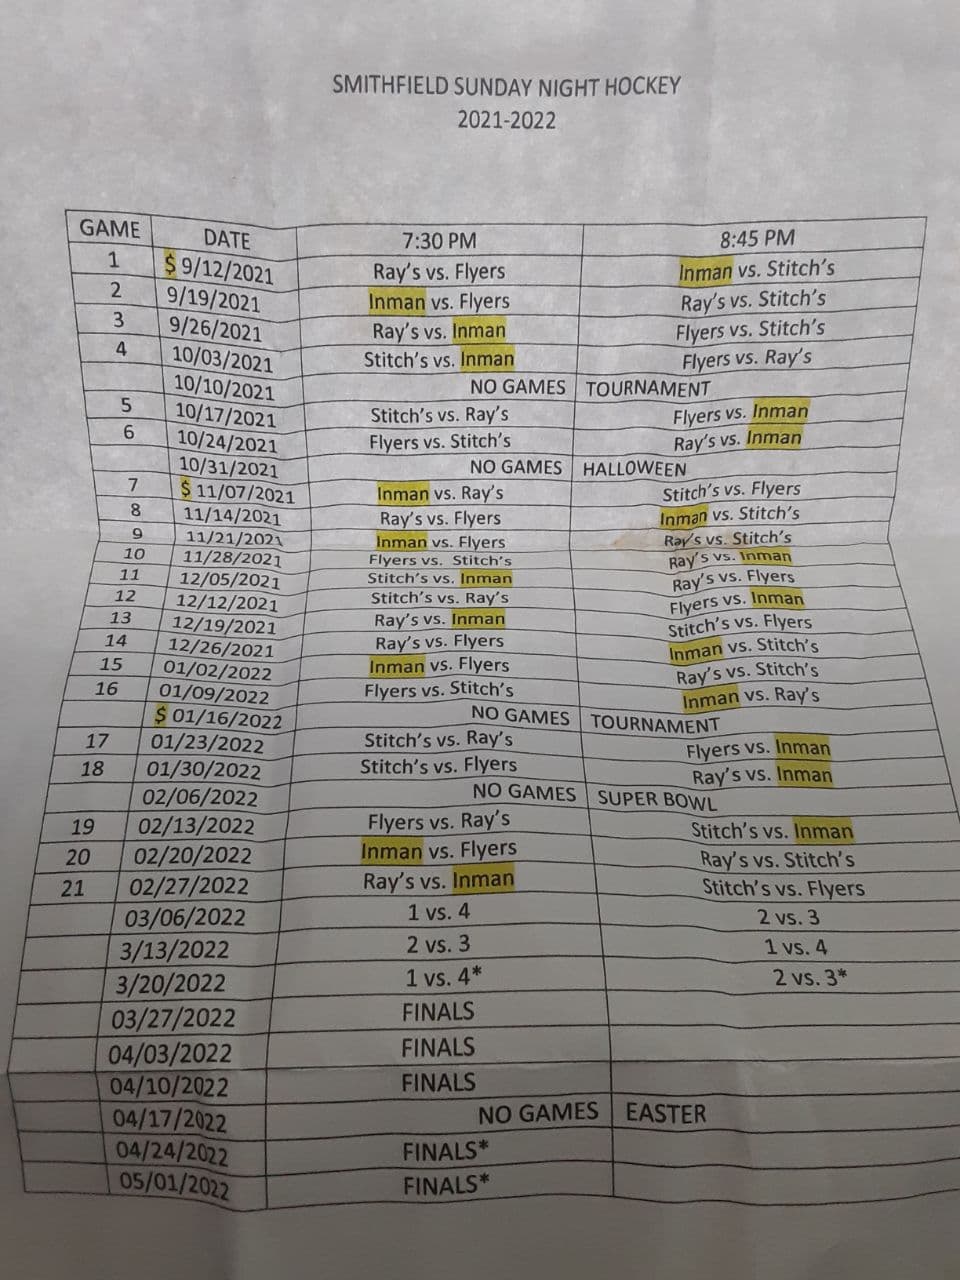 SMITHFIELD SUNDAY NIGHT HOCKEY
2021-2022
GAME DATE 7:30 PM 8:45 PM
1 $ 9/12/2021 Ray's vs. Flyers Inman vs. Stitch's
2 9/19/2021 Inman vs. Flyers Ray's vs. Stitch's
3 9/26/2021 Ray's vs. Inman Flyers vs. Stitch's
4 10/03/2021 Stitch's vs. Inman Flyers vs. Ray's
10/10/2021 NO GAMES TOURNAMENT
5 10/17/2021 Stitch's vs. Ray's Flyers vs. Inman
6 10/24/2021 Flyers vs. Stitch's Ray's vs. Inman
10/31/2021 NO GAMES HALLOWEEN
7 $ 11/07/2021 Inman vs. Ray's Stitch's vs. Flyers
8 11/14/2021 Ray's vs. Flyers Inman vs. Stitch's
9 11/21/2021 Inman vs. Flyers Ray's vs. Stitch's
10 11/28/2021 Flyers vs. Stitch's Ray's vs. Inman
11 12/05/2021 Stitch's vs. Inman Ray's vs. Flyers
12 12/12/2021 Stitch's vs. Ray's Flyers vs. Inman
13 12/19/2021 Ray's vs. Inman Stitch's vs. Flyers
14 12/26/2021 Ray's vs. Flyers Inman vs. Stitch's
15 01/02/2022 Inman vs. Flyers Ray's vs. Stitch's
16 01/09/2022 Flyers vs. Stitch's Inman vs. Ray's
$ 01/16/2022 NO GAMES TOURNAMENT
17 01/23/2022 Stitch's vs. Ray's Flyers vs. Inman
18 01/30/2022 Stitch's vs. Flyers Ray's vs. Inman
02/06/2022 NO GAMES SUPER BOWL
19 02/13/2022 Flyers vs. Ray's Stitch's vs. Inman
20 02/20/2022 Inman vs. Flyers Ray's vs. Stitch's
21 02/27/2022 Ray's vs. Inman Stitch's vs. Flyers
03/06/2022 1 vs. 4 2 vs. 3
3/13/2022 2 vs. 3 1 vs. 4
3/20/2022 1 vs. 4* 2 vs. 3*
03/27/2022 FINALS
04/03/2022 FINALS
04/10/2022 FINALS
04/17/2022 NO GAMES EASTER
04/24/2022 FINALS*
05/01/2022 FINALS*